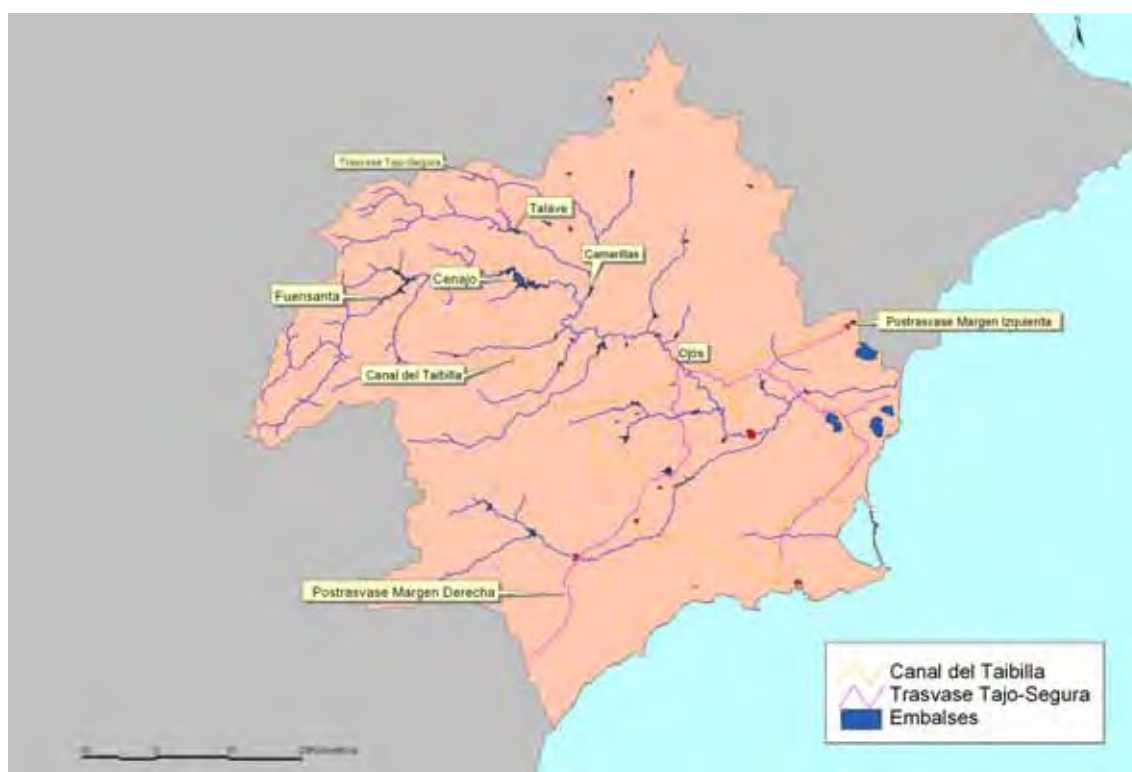 Trasvase Tajo-Segura
Talave
Camarillas
Cenajo
Fuensanta
Postrasvase Margen Izquierda
Ojós
Canal del Taibilla
Postrasvase Margen Derecha
Canal del Taibilla
Trasvase Tajo-Segura
Embalses